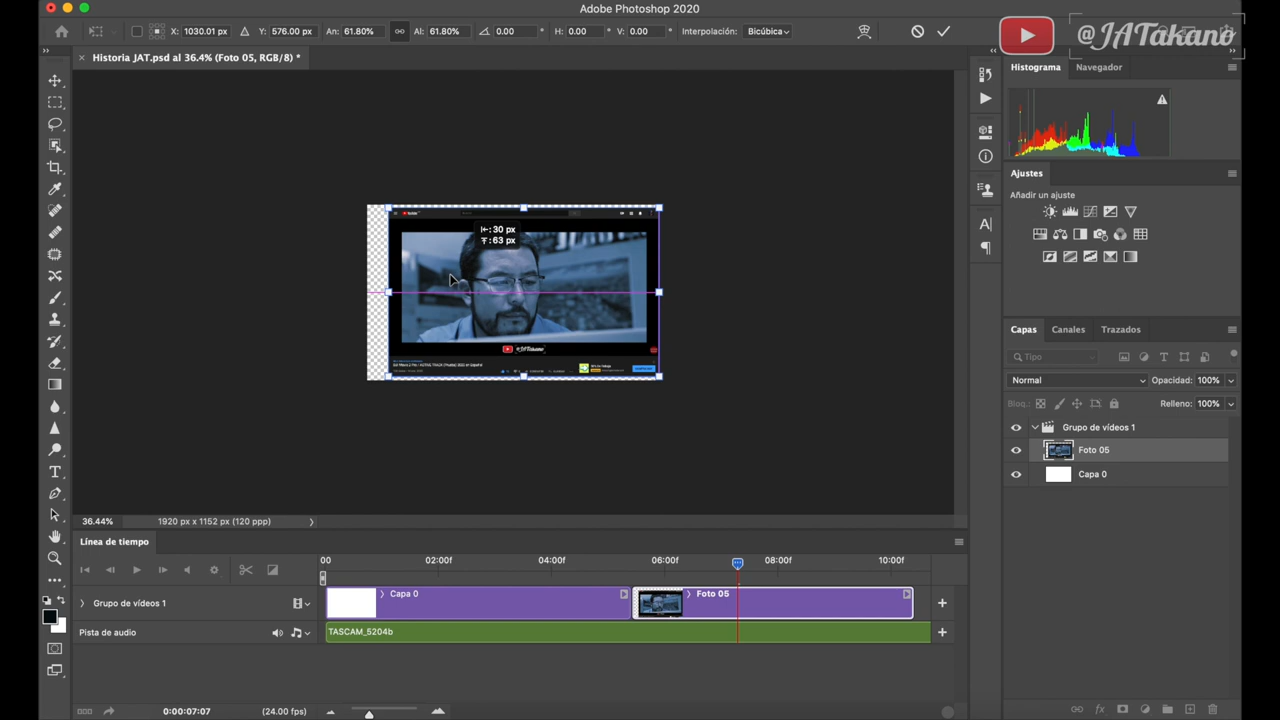 Adobe Photoshop 2020
X: 1030.01 px
Y: 576.00 px
An: 61.80%
Al: 61.80%
0.00 °
H: 0.00 °
V: 0.00 °
Interpolación: Bicúbica
@JATakano
Historia JAT.psd al 36.4% (Foto 05, RGB/8) *
Histograma
Navegador
Ajustes
Añadir un ajuste
30 px
63 px
@JATakano
Capas
Canales
Trazados
Tipo
Normal
Opacidad: 100%
Bloq.:
Relleno: 100%
Grupo de vídeos 1
Foto 05
Capa 0
36.44%
1920 px x 1152 px (120 ppp)
Línea de tiempo
00
02:00f
04:00f
06:00f
08:00f
10:00f
Grupo de vídeos 1
Capa 0
Foto 05
Pista de audio
TASCAM_5204b
0:00:07:07
(24.00 fps)